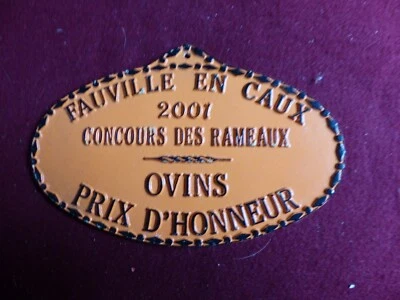 FAUVILLE EN CAUX
2001
CONCOURS DES RAMEAUX
OVINS
PRIX D'HONNEUR